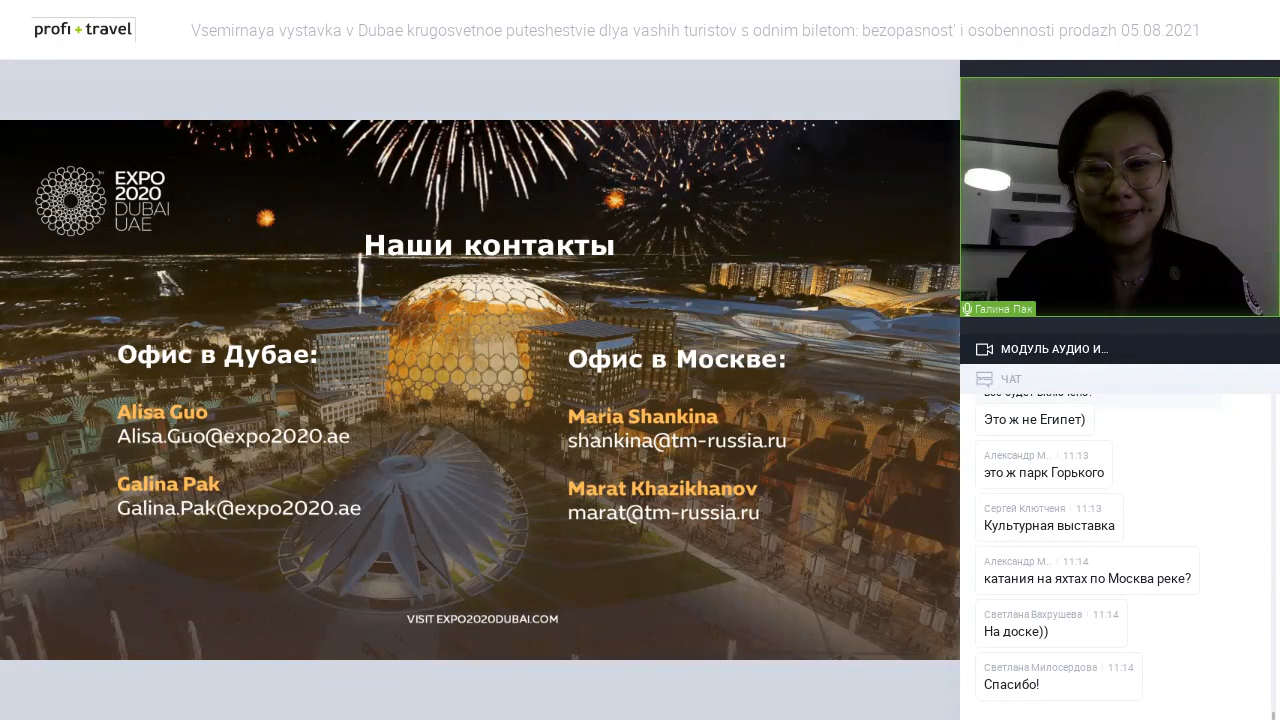 profi travel
Vsemirnaya vystavka v Dubae krugosvetnoe puteshestvie dlya vashih turistov s odnim biletom: bezopasnost' i osobennosti prodazh 05.08.2021
EXPO
2020
DUBAI
UAE
Наши контакты
Офис в Дубае:
Alisa Guo
Alisa.Guo@expo2020.ae
Galina Pak
Galina.Pak@expo2020.ae
Офис в Москве:
Maria Shankina
shankina@tm-russia.ru
Marat Khazikhanov
marat@tm-russia.ru
VISIT EXPO2020DUBAI.COM
Галина Пак
МОДУЛЬ АУДИО И...
ЧАТ
Это ж не Египет)
Александр М.. 11:13
это ж парк Горького
Сергей Ключеня 11:13
Культурная выставка
Александр М.. 11:14
катания на яхтах по Москва реке?
Светлана Вахрушева 11:14
На доске))
Светлана Милосердова 11:14
Спасибо!